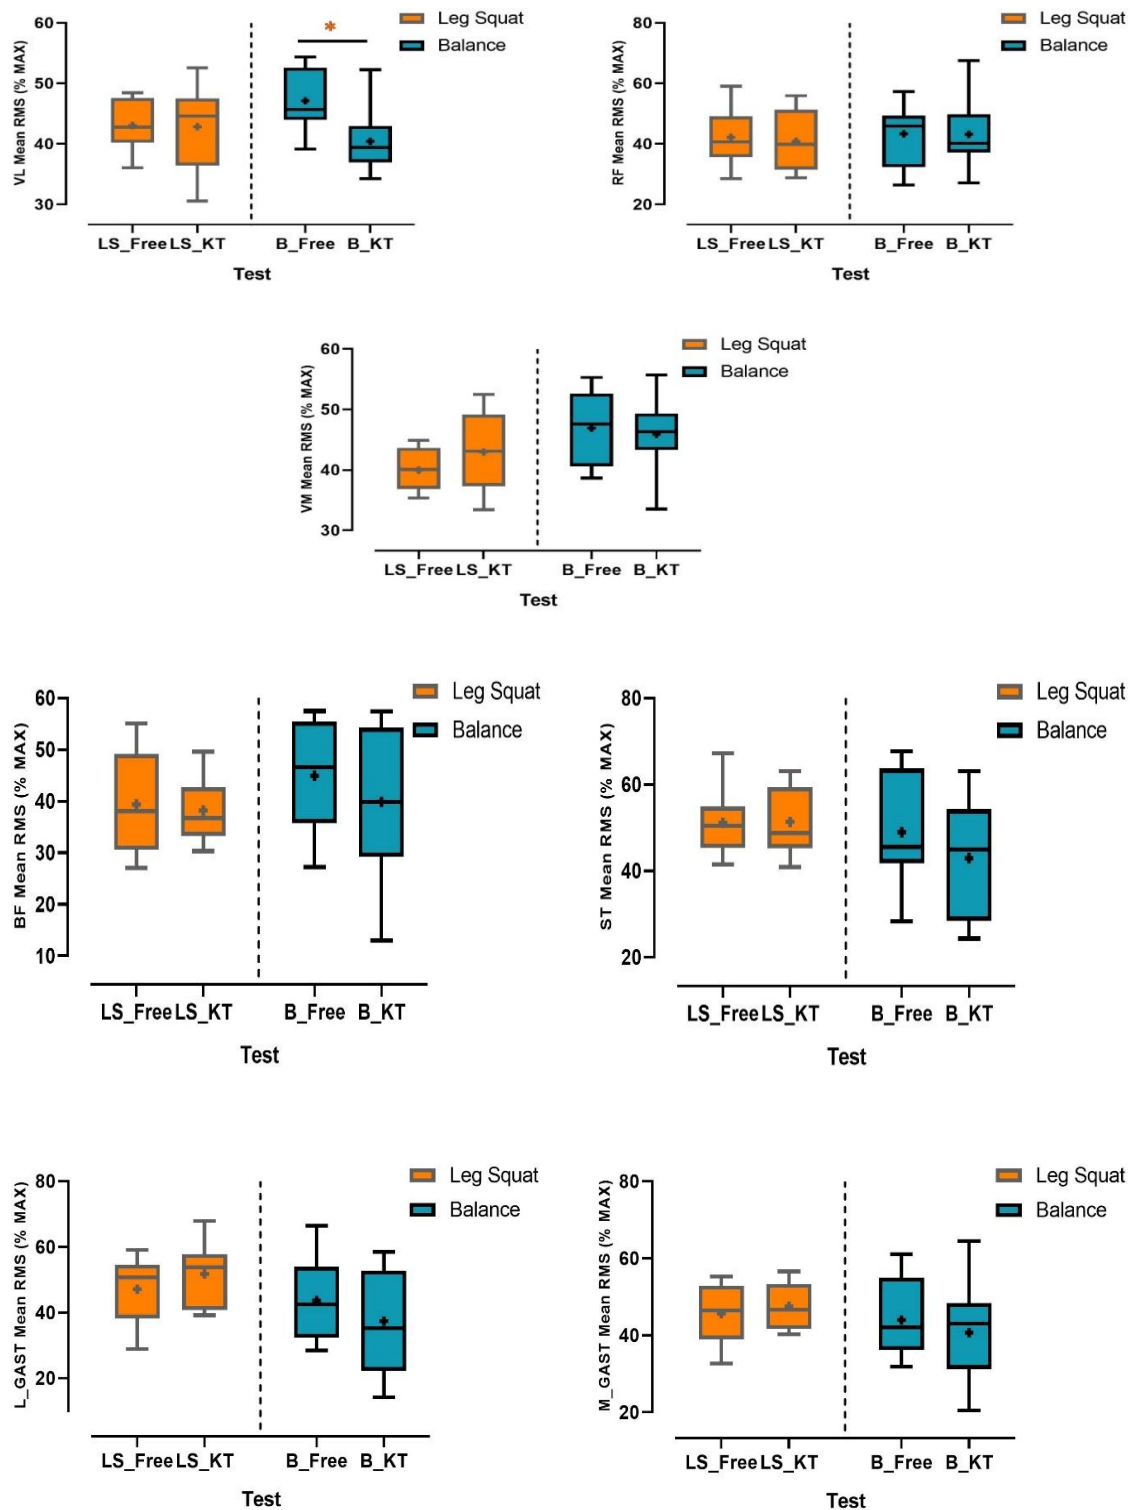 VL Mean RMS (% MAX)
60
50
40
30
*
Leg Squat
Balance
LS_Free LS_KT B_Free B_KT
Test
RF Mean RMS (% MAX)
80
60
40
20
Leg Squat
Balance
LS_Free LS_KT B_Free B_KT
Test
VM Mean RMS (% MAX)
60
50
40
30
Leg Squat
Balance
LS_Free LS_KT B_Free B_KT
Test
BF Mean RMS (% MAX)
60
50
40
30
20
10
Leg Squat
Balance
LS_Free LS_KT B_Free B_KT
Test
ST Mean RMS (% MAX)
80
60
40
20
Leg Squat
Balance
LS_Free LS_KT B_Free B_KT
Test
L_GAST Mean RMS (% MAX)
80
60
40
20
Leg Squat
Balance
LS_Free LS_KT B_Free B_KT
Test
M_GAST Mean RMS (% MAX)
80
60
40
20
Leg Squat
Balance
LS_Free LS_KT B_Free B_KT
Test